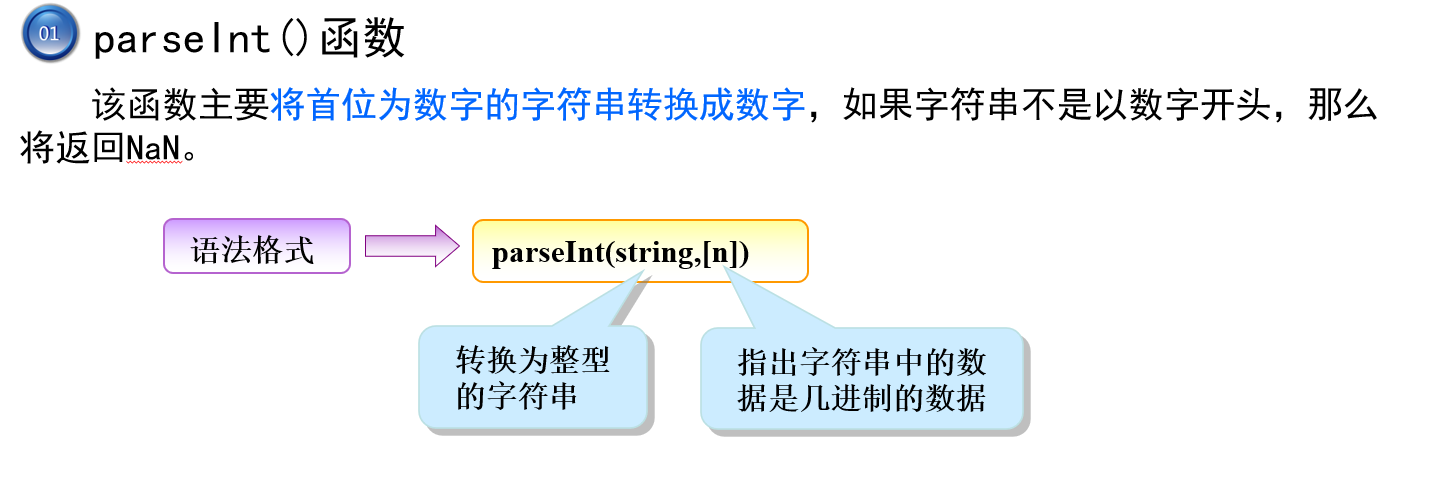 01
parseInt()函数
该函数主要将首位为数字的字符串转换成数字，如果字符串不是以数字开头，那么
将返回NaN。
语法格式
parseInt(string,[n])
转换为整型
的字符串
指出字符串中的数
据是几进制的数据